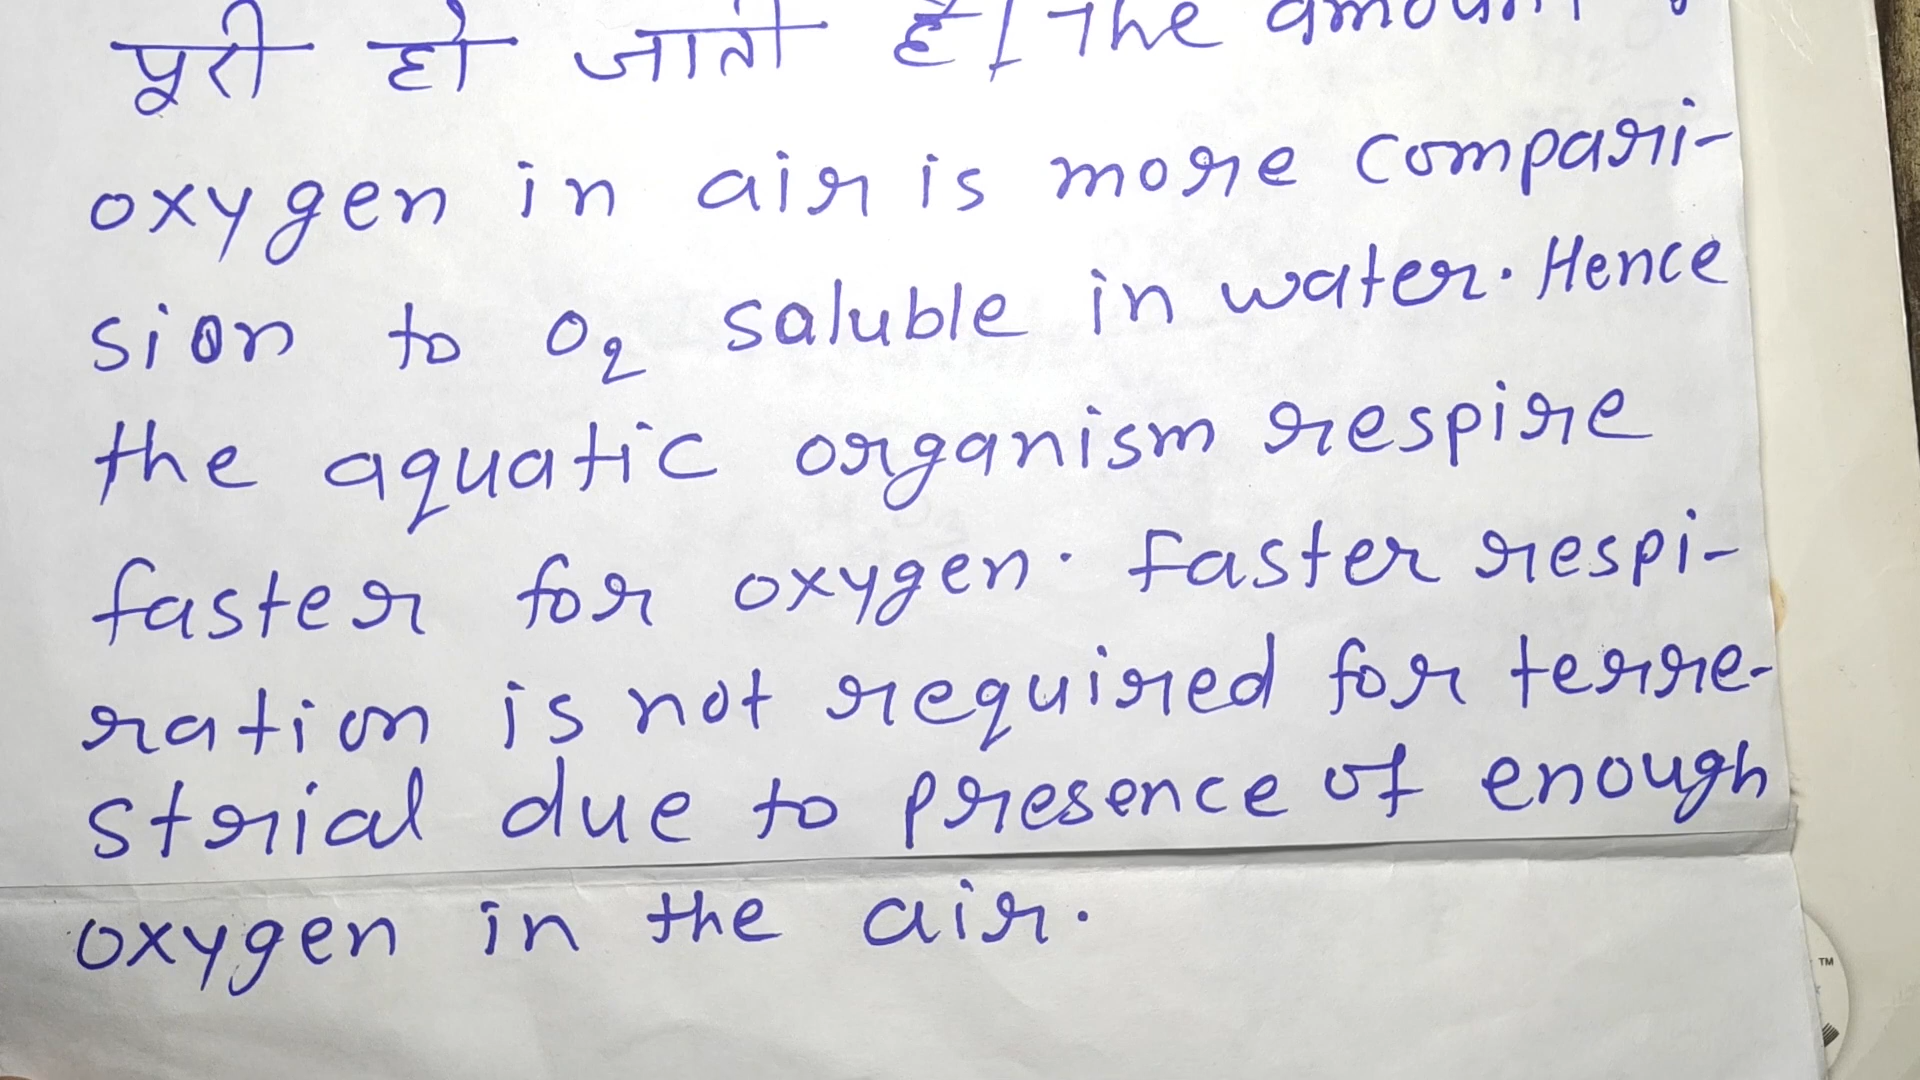 पूरी हो जाती है। The amount
oxygen in air is more compari-
sion to O₂ saluble in water. Hence
the aquatic organism respire
faster for oxygen. faster respi-
ration is not required for terre-
strial due to presence of enough
oxygen in the air.
TM